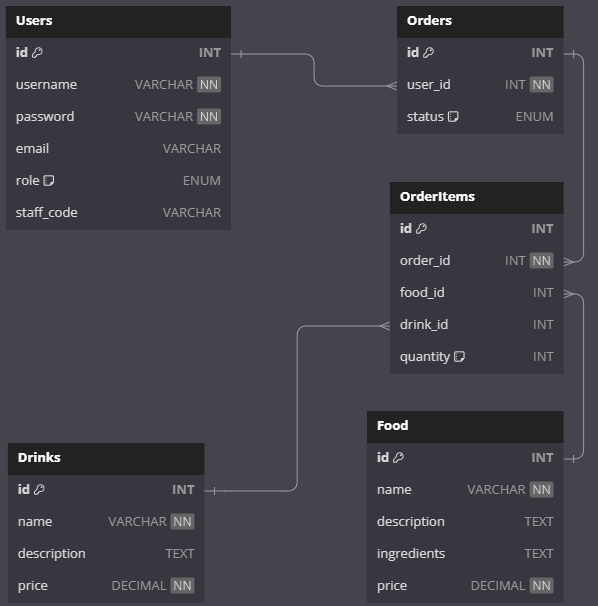 Users
id INT
username VARCHAR NN
password VARCHAR NN
email VARCHAR
role ENUM
staff_code VARCHAR
Orders
id INT
user_id INT NN
status ENUM
OrderItems
id INT
order_id INT NN
food_id INT
drink_id INT
quantity INT
Drinks
id INT
name VARCHAR NN
description TEXT
price DECIMAL NN
Food
id INT
name VARCHAR NN
description TEXT
ingredients TEXT
price DECIMAL NN